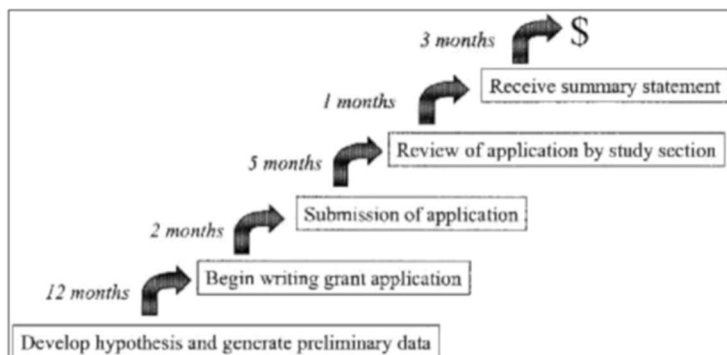 3 months
$
Receive summary statement
1 months
Review of application by study section
5 months
Submission of application
2 months
Begin writing grant application
12 months
Develop hypothesis and generate preliminary data